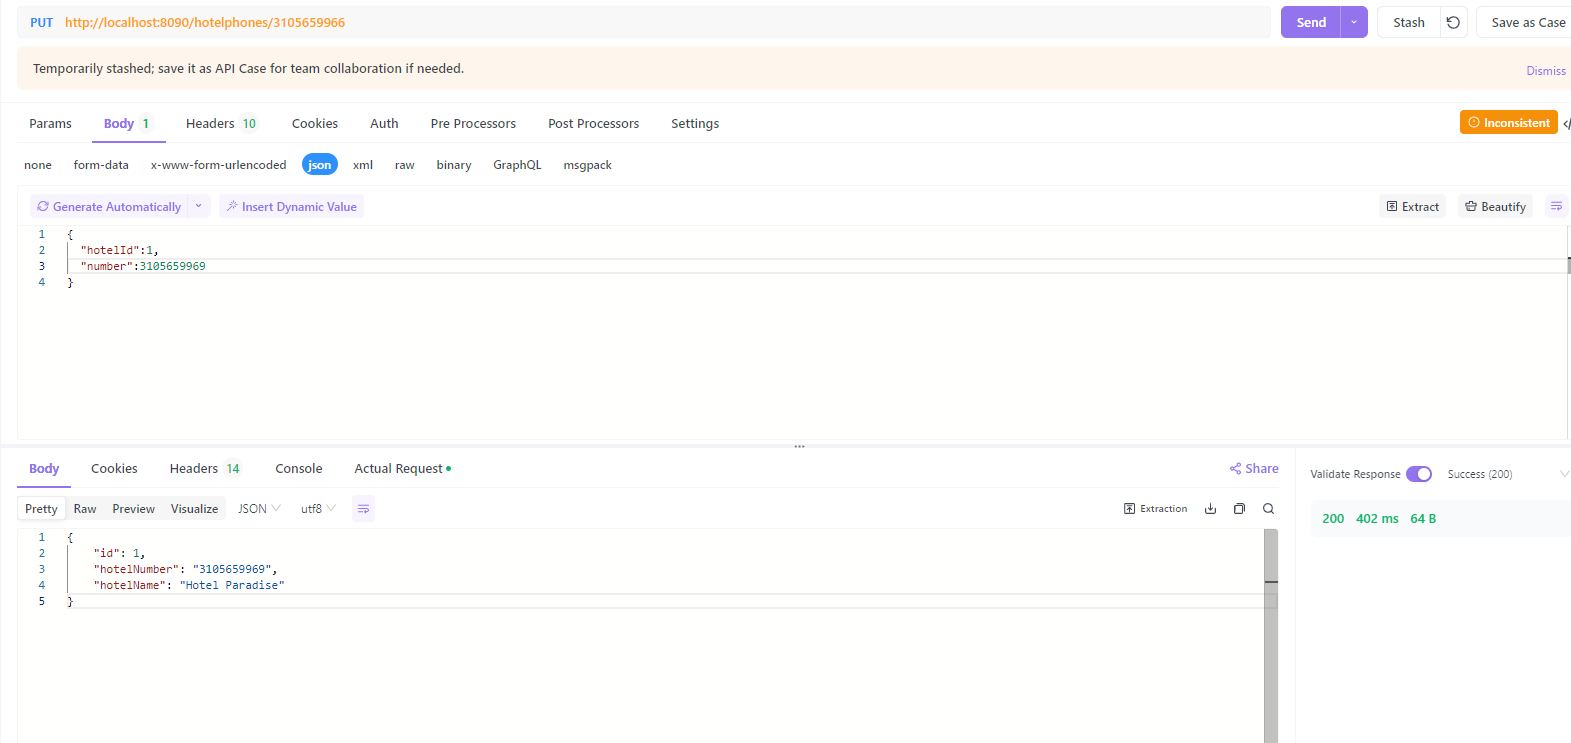 PUT http://localhost:8090/hotelphones/3105659966 Send Stash Save as Case
Temporarily stashed; save it as API Case for team collaboration if needed. Dismiss
Params Body 1 Headers 10 Cookies Auth Pre Processors Post Processors Settings Inconsistent
none form-data x-www-form-urlencoded json xml raw binary GraphQL msgpack
Generate Automatically Insert Dynamic Value Extract Beautify
1 {
2 "hotelId":1,
3 "number":3105659969
4 }
Body Cookies Headers 14 Console Actual Request Share
Validate Response Success (200)
Pretty Raw Preview Visualize JSON utf8 Extraction
200 402 ms 64 B
1 {
2 "id": 1,
3 "hotelNumber": "3105659969",
4 "hotelName": "Hotel Paradise"
5 }